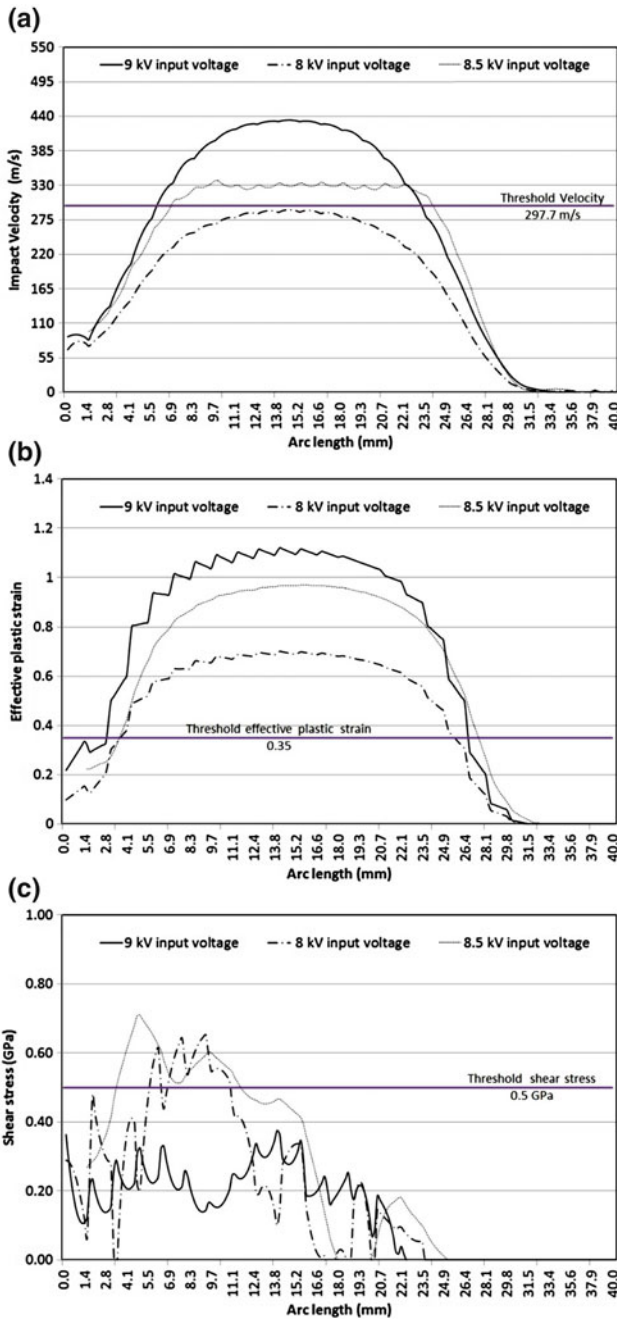 (a)
550
495
440
385
330
275
220
165
110
55
0
Impact Velocity (m/s)
9 kV input voltage 8 kV input voltage 8.5 kV input voltage
Threshold Velocity
297.7 m/s
0.0 1.4 2.8 4.1 5.5 6.9 8.3 9.7 11.1 12.4 13.8 15.2 16.6 18.0 19.3 20.7 22.1 23.5 24.9 26.4 28.1 29.8 31.5 33.4 35.6 37.9 40.0
Arc length (mm)
(b)
1.4
1.2
1
0.8
0.6
0.4
0.2
0
Effective plastic strain
9 kV input voltage 8 kV input voltage 8.5 kV input voltage
Threshold effective plastic strain
0.35
0.0 1.4 2.8 4.1 5.5 6.9 8.3 9.7 11.1 12.4 13.8 15.2 16.6 18.0 19.3 20.7 22.1 23.5 24.9 26.4 28.1 29.8 31.5 33.4 35.6 37.9 40.0
Arc length (mm)
(c)
1.00
0.80
0.60
0.40
0.20
0.00
Shear stress (GPa)
9 kV input voltage 8 kV input voltage 8.5 kV input voltage
Threshold shear stress
0.5 GPa
0.0 1.4 2.8 4.1 5.5 6.9 8.3 9.7 11.1 12.4 13.8 15.2 16.6 18.0 19.3 20.7 22.1 23.5 24.9 26.4 28.1 29.8 31.5 33.4 35.6 37.9 40.0
Arc length (mm)